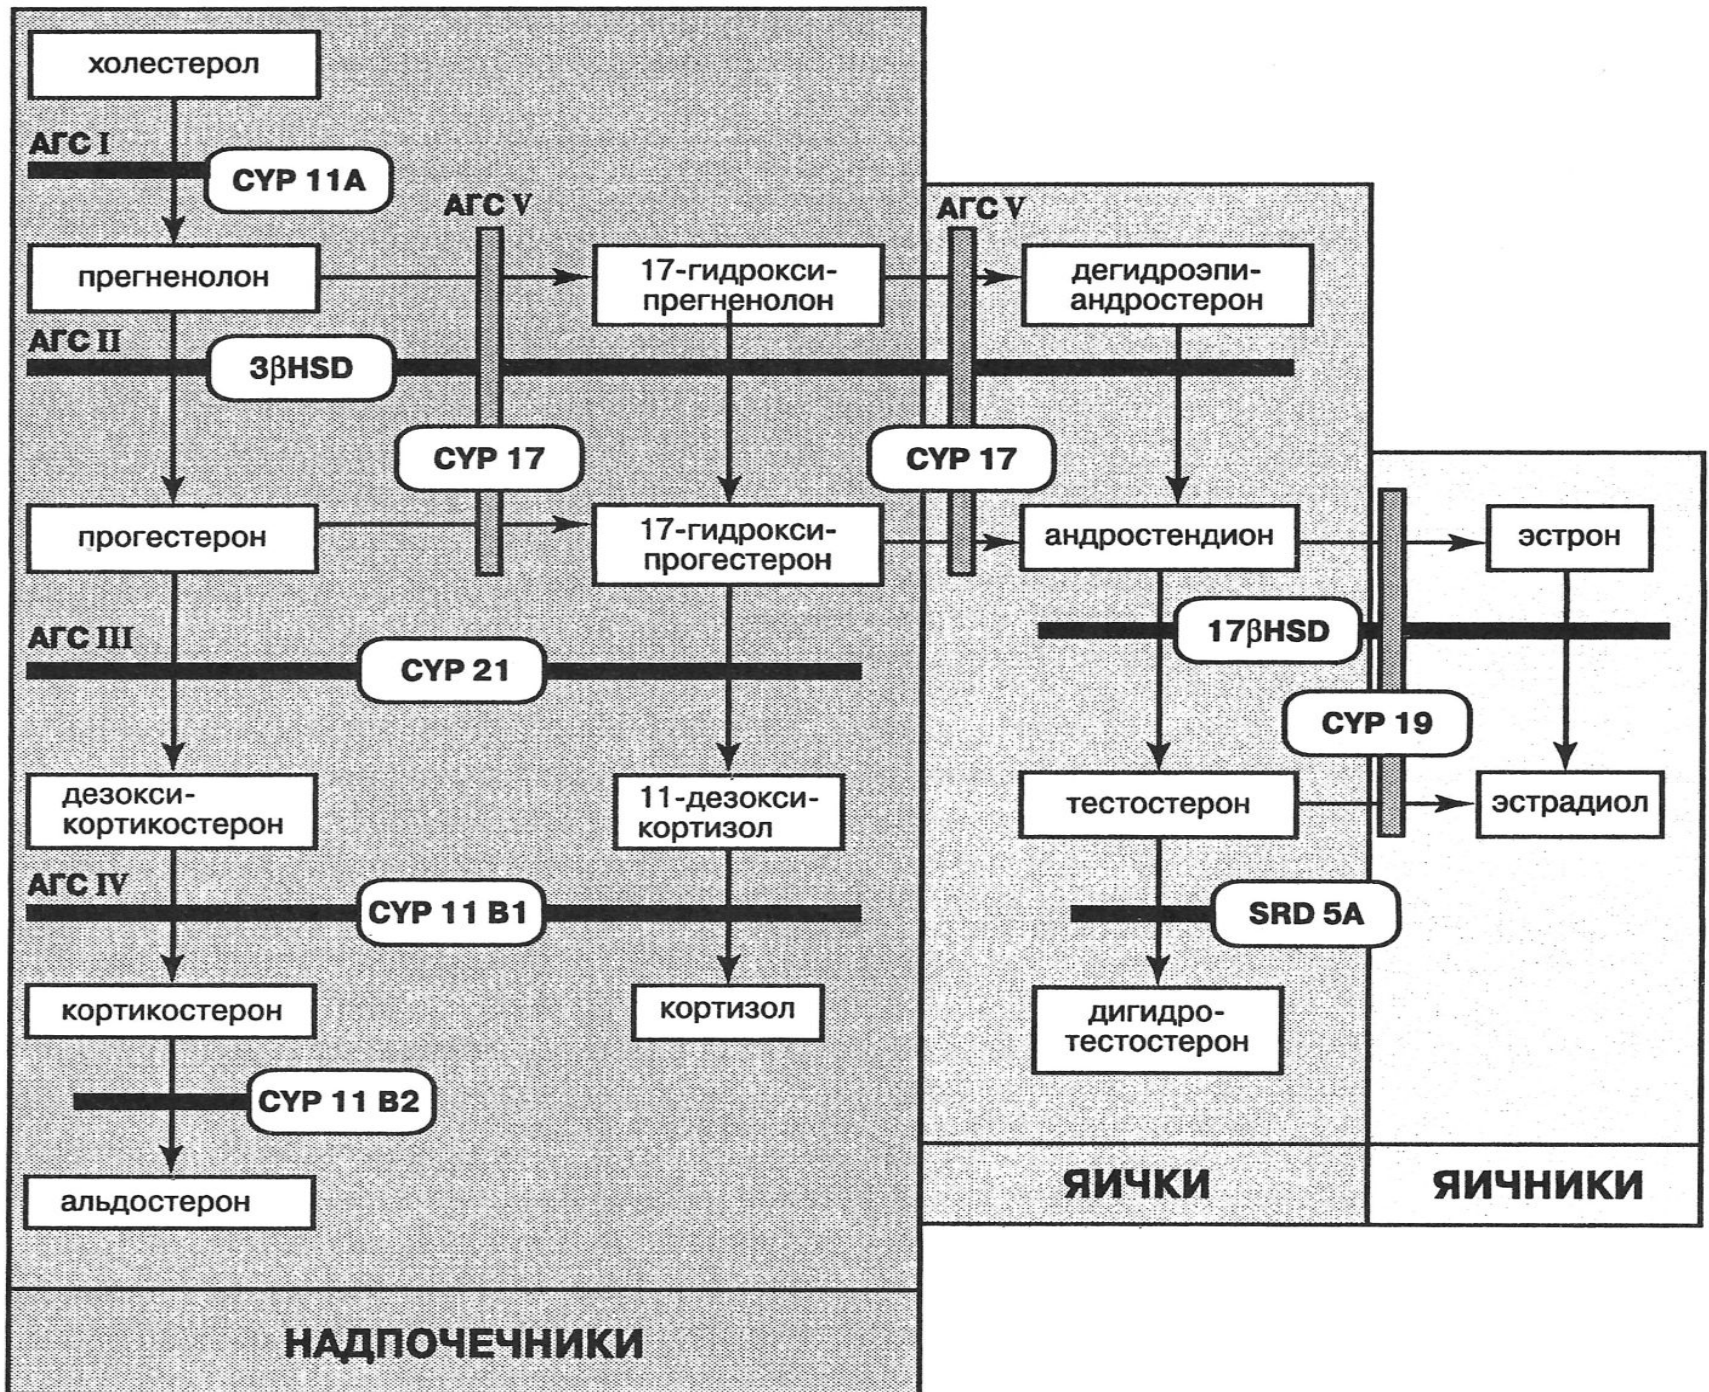 холестерол
АГС I
CYP 11A
АГС V
АГС V
прегненолон
17-гидрокси-
прегненолон
дегидроэпи-
андростерон
АГС II
3βHSD
CYP 17
CYP 17
прогестерон
17-гидрокси-
прогестерон
андростендион
эстрон
АГС III
CYP 21
17βHSD
CYP 19
дезокси-
кортикостерон
11-дезокси-
кортизол
тестостерон
эстрадиол
АГС IV
CYP 11 B1
SRD 5A
кортикостерон
кортизол
дигидро-
тестостерон
CYP 11 B2
альдостерон
ЯИЧКИ
ЯИЧНИКИ
НАДПОЧЕЧНИКИ